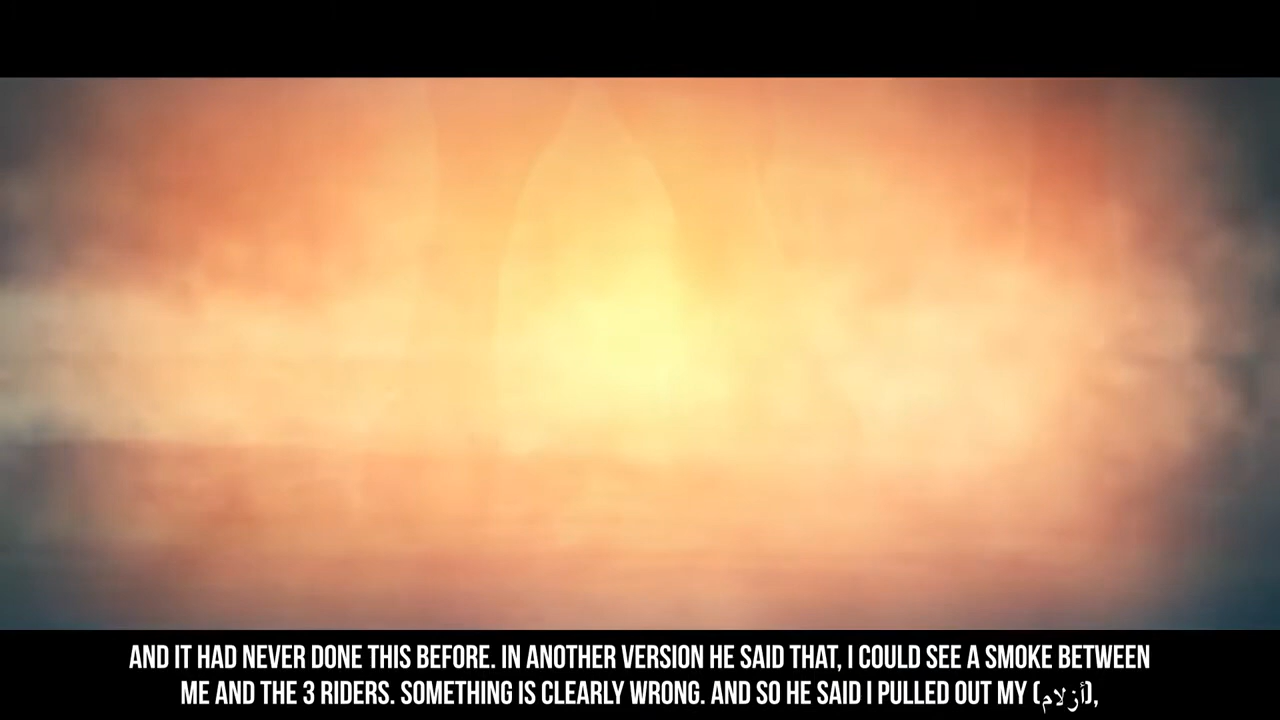 AND IT HAD NEVER DONE THIS BEFORE. IN ANOTHER VERSION HE SAID THAT, I COULD SEE A SMOKE BETWEEN
ME AND THE 3 RIDERS. SOMETHING IS CLEARLY WRONG. AND SO HE SAID I PULLED OUT MY (أزلام),